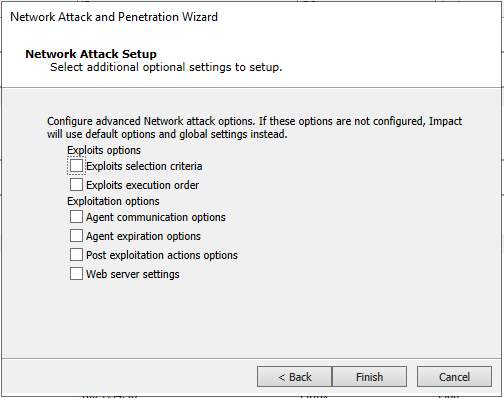 Network Attack and Penetration Wizard
Network Attack Setup
Select additional optional settings to setup.
Configure advanced Network attack options. If these options are not configured, Impact
will use default options and global settings instead.
Exploits options
Exploits selection criteria
Exploits execution order
Exploitation options
Agent communication options
Agent expiration options
Post exploitation actions options
Web server settings
< Back
Finish
Cancel